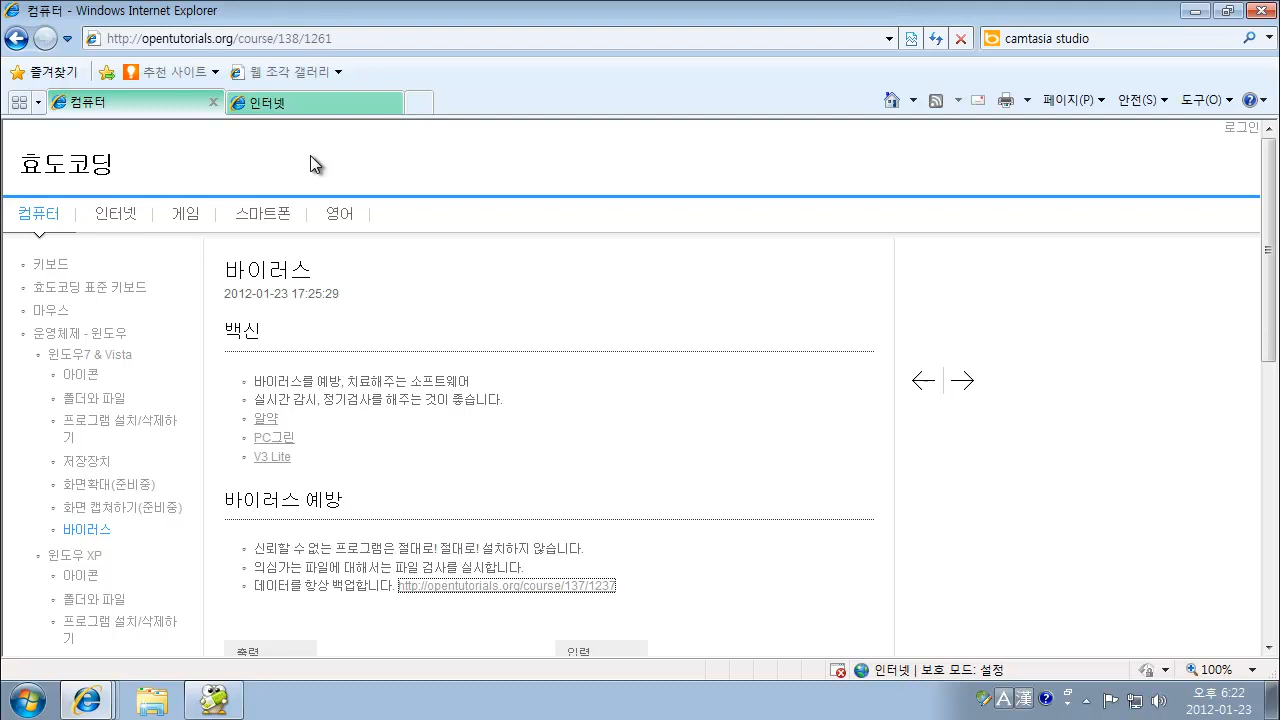 컴퓨터 - Windows Internet Explorer
http://opentutorials.org/course/138/1261
camtasia studio
즐겨찾기
추천 사이트
웹 조각 갤러리
컴퓨터
인터넷
페이지(P)
안전(S)
도구(O)
로그인
효도코딩
컴퓨터
인터넷
게임
스마트폰
영어
키보드
효도코딩 표준 키보드
마우스
운영체제 - 윈도우
윈도우7 & Vista
아이콘
폴더와 파일
프로그램 설치/삭제하
기
저장장치
화면확대(준비중)
화면 캡쳐하기(준비중)
바이러스
윈도우 XP
아이콘
폴더와 파일
프로그램 설치/삭제하
기
바이러스
2012-01-23 17:25:29
백신
바이러스를 예방, 치료해주는 소프트웨어
실시간 감시, 정기검사를 해주는 것이 좋습니다.
알약
PC그린
V3 Lite
바이러스 예방
신뢰할 수 없는 프로그램은 절대로! 절대로! 설치하지 않습니다.
의심가는 파일에 대해서는 파일 검사를 실시합니다.
데이터를 항상 백업합니다. http://opentutorials.org/course/137/1237
출력
입력
인터넷 | 보호 모드: 설정
100%
A 漢
오후 6:22
2012-01-23